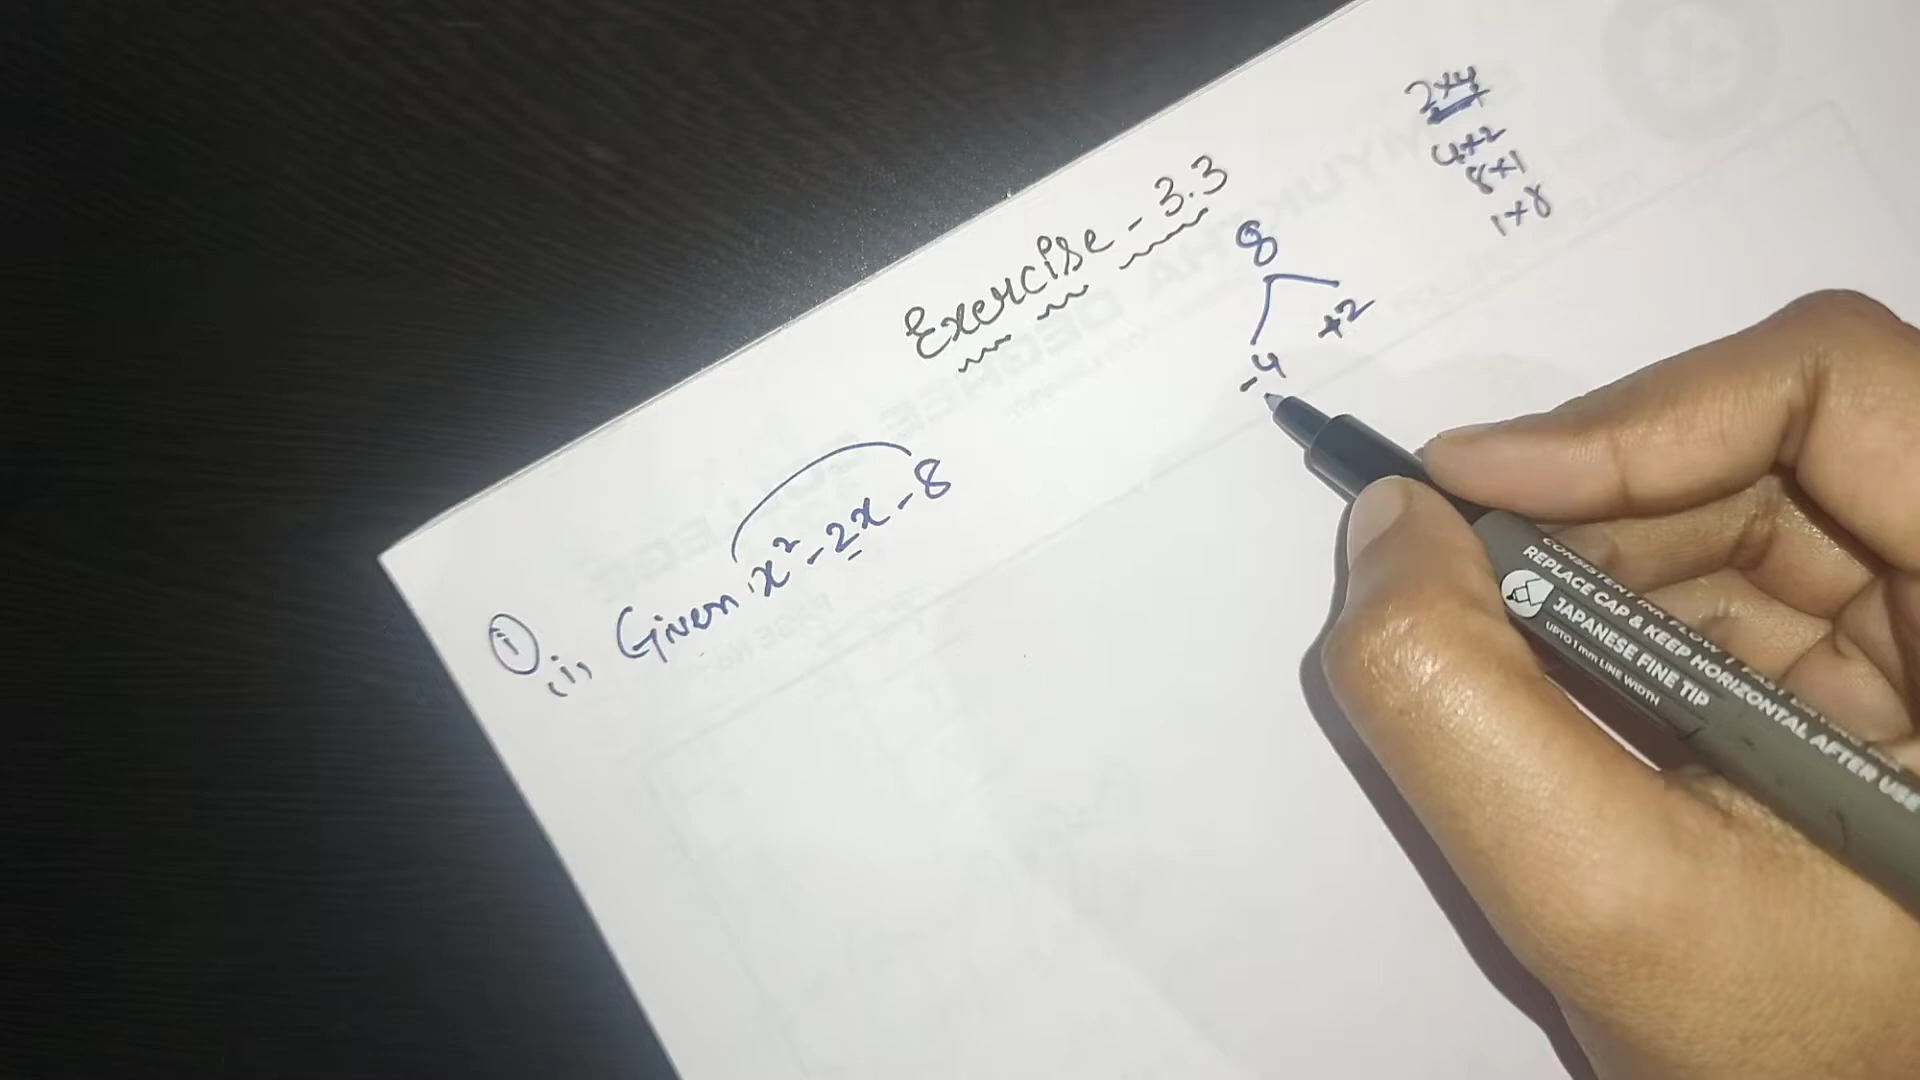 Exercise - 3.3
2×4
4×2
8×1
1×8
8
-4 +2
① (i) Given x² - 2x - 8
REPLACE CAP & KEEP HORIZONTAL AFTER USE
JAPANESE FINE TIP
UPTO 1 mm LINE WIDTH